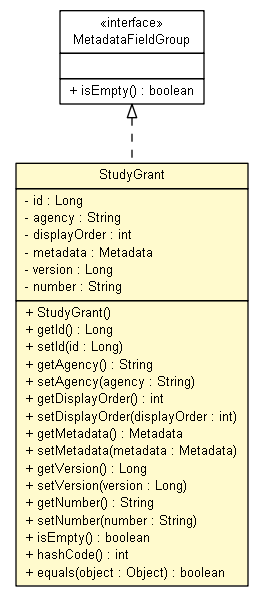 «interface»
MetadataFieldGroup
+ isEmpty() : boolean
StudyGrant
- id : Long
- agency : String
- displayOrder : int
- metadata : Metadata
- version : Long
- number : String
+ StudyGrant()
+ getId() : Long
+ setId(id : Long)
+ getAgency() : String
+ setAgency(agency : String)
+ getDisplayOrder() : int
+ setDisplayOrder(displayOrder : int)
+ getMetadata() : Metadata
+ setMetadata(metadata : Metadata)
+ getVersion() : Long
+ setVersion(version : Long)
+ getNumber() : String
+ setNumber(number : String)
+ isEmpty() : boolean
+ hashCode() : int
+ equals(object : Object) : boolean